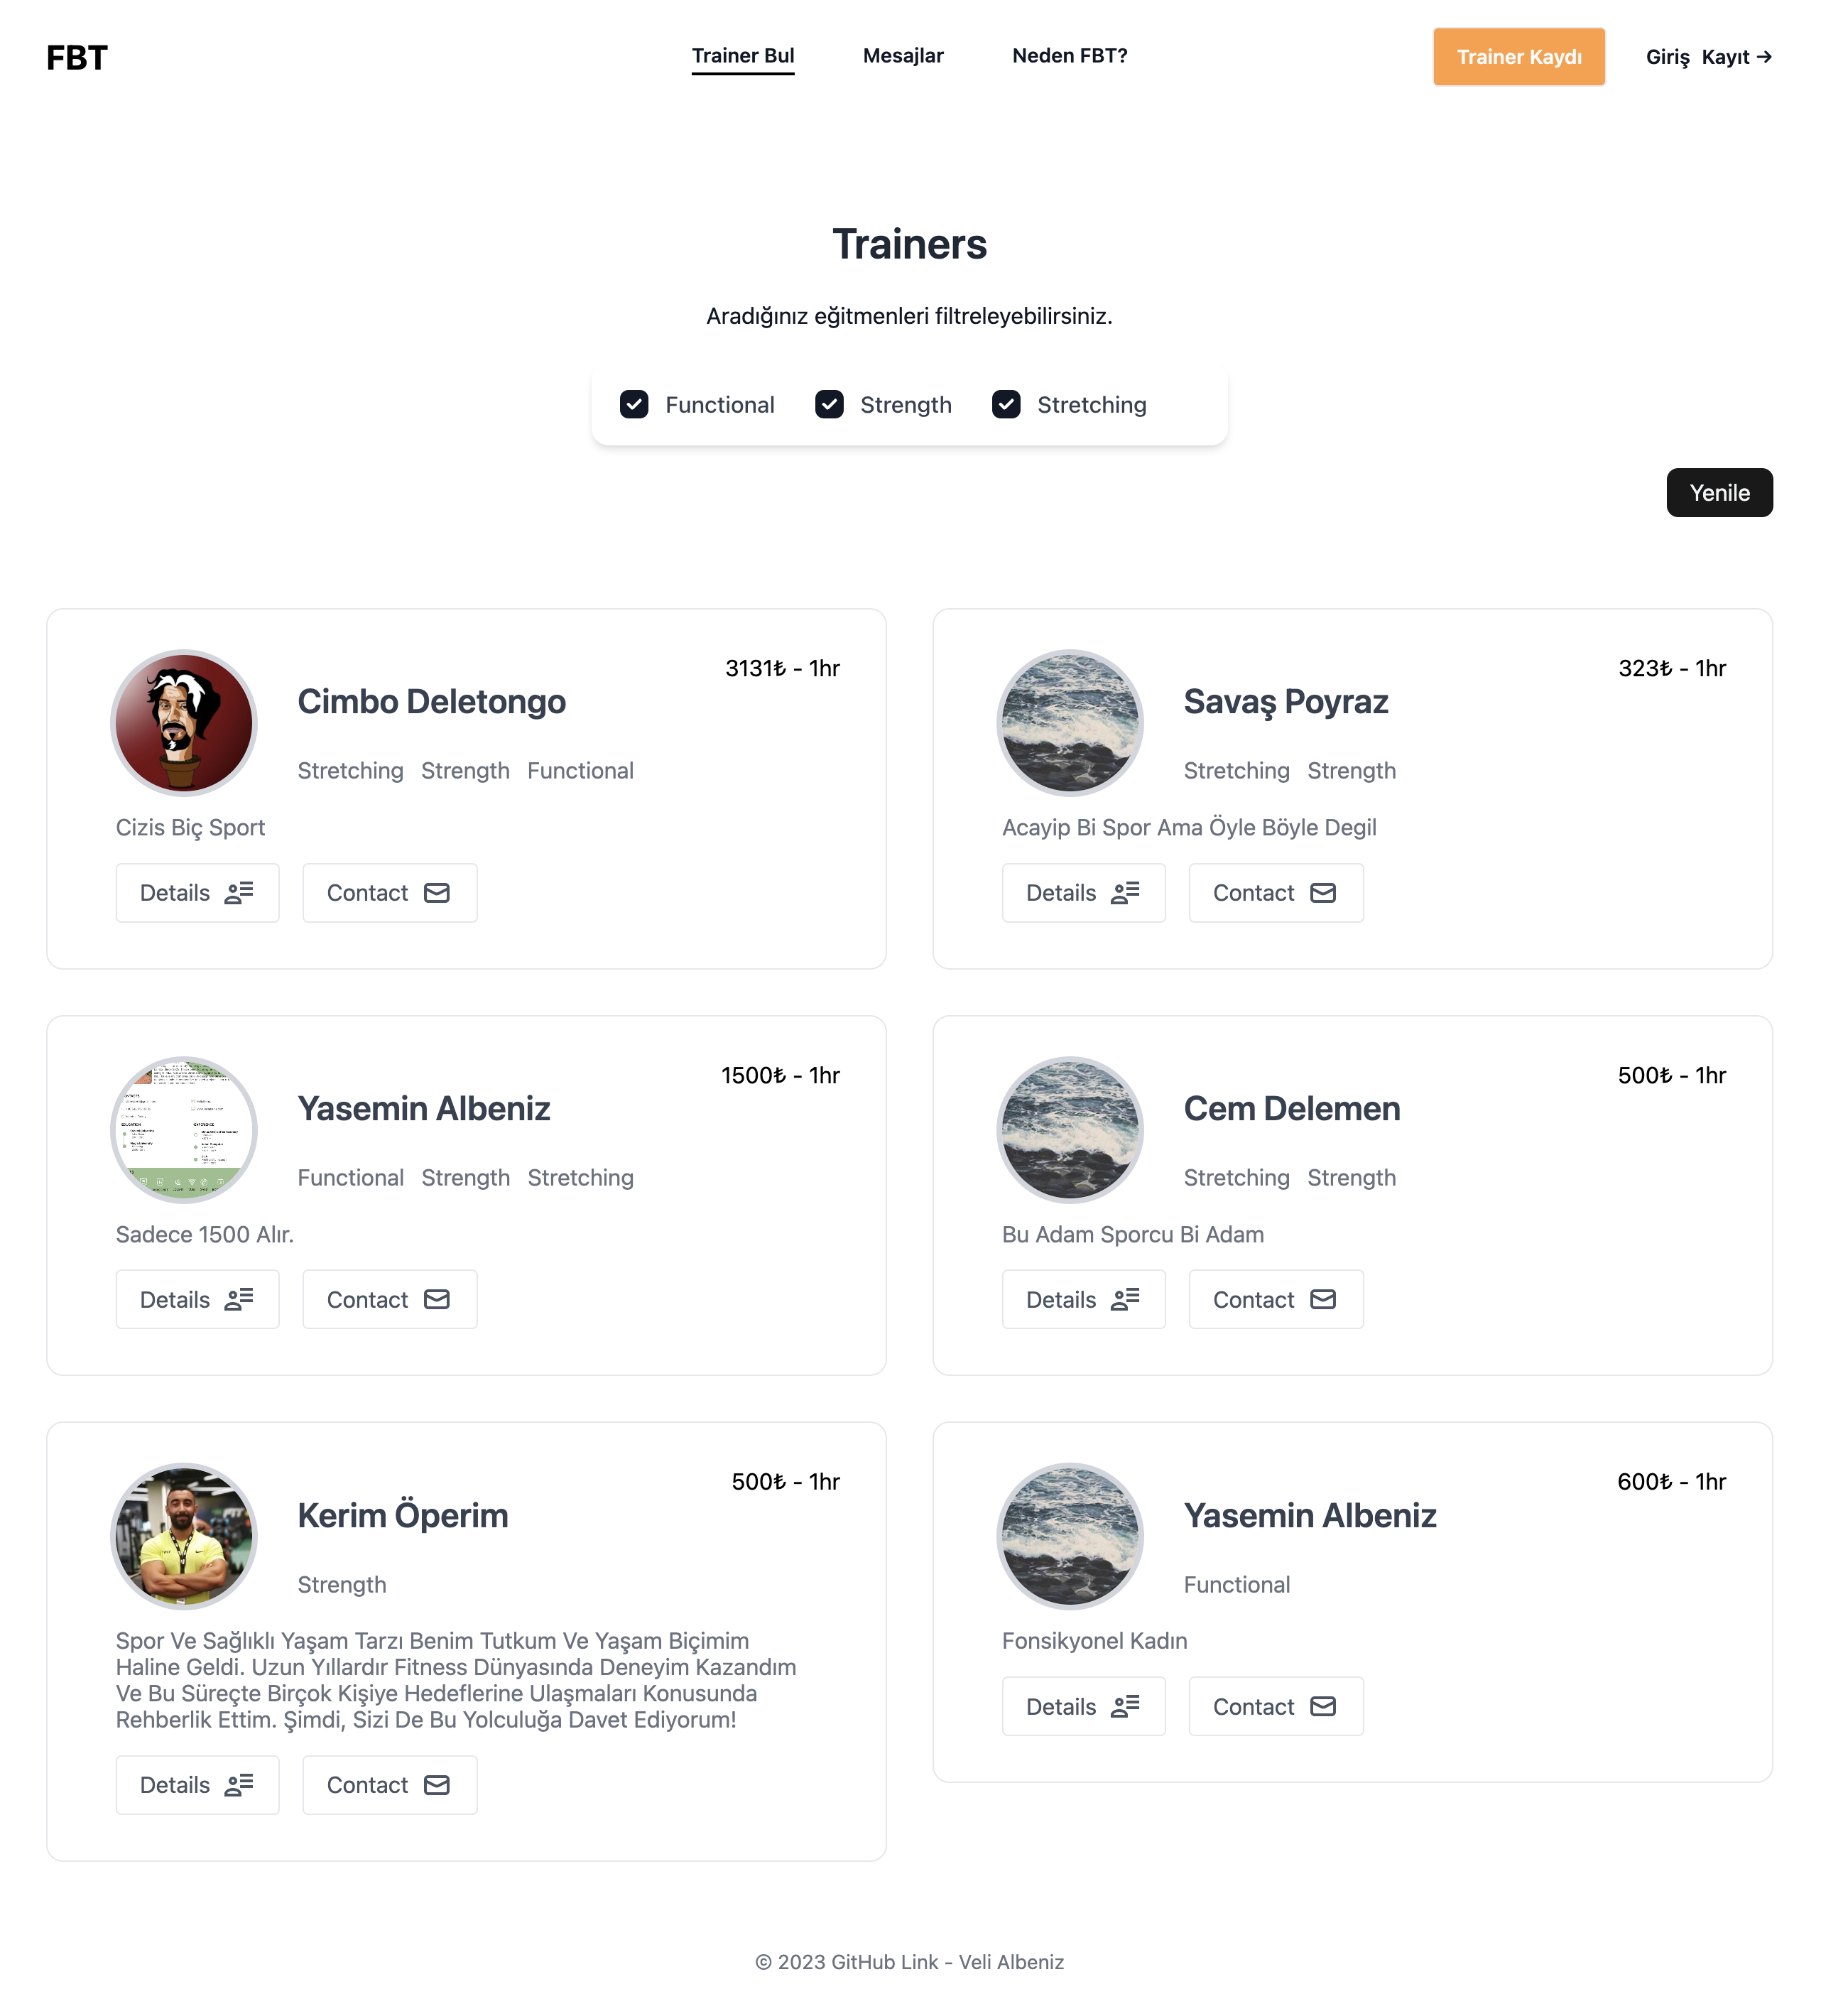 FBT
Trainer Bul
Mesajlar
Neden FBT?
Trainer Kaydı
Giriş
Kayıt →
Trainers
Aradığınız eğitmenleri filtreleyebilirsiniz.
Functional
Strength
Stretching
Yenile
3131₺ - 1hr
Cimbo Deletongo
Stretching Strength Functional
Cizis Biç Sport
Details
Contact
323₺ - 1hr
Savaş Poyraz
Stretching Strength
Acayip Bi Spor Ama Öyle Böyle Degil
Details
Contact
1500₺ - 1hr
Yasemin Albeniz
Functional Strength Stretching
Sadece 1500 Alır.
Details
Contact
500₺ - 1hr
Cem Delemen
Stretching Strength
Bu Adam Sporcu Bi Adam
Details
Contact
500₺ - 1hr
Kerim Öperim
Strength
Spor Ve Sağlıklı Yaşam Tarzı Benim Tutkum Ve Yaşam Biçimim
Haline Geldi. Uzun Yıllardır Fitness Dünyasında Deneyim Kazandım
Ve Bu Süreçte Birçok Kişiye Hedeflerine Ulaşmaları Konusunda
Rehberlik Ettim. Şimdi, Sizi De Bu Yolculuğa Davet Ediyorum!
Details
Contact
600₺ - 1hr
Yasemin Albeniz
Functional
Fonsikyonel Kadın
Details
Contact
© 2023 GitHub Link - Veli Albeniz